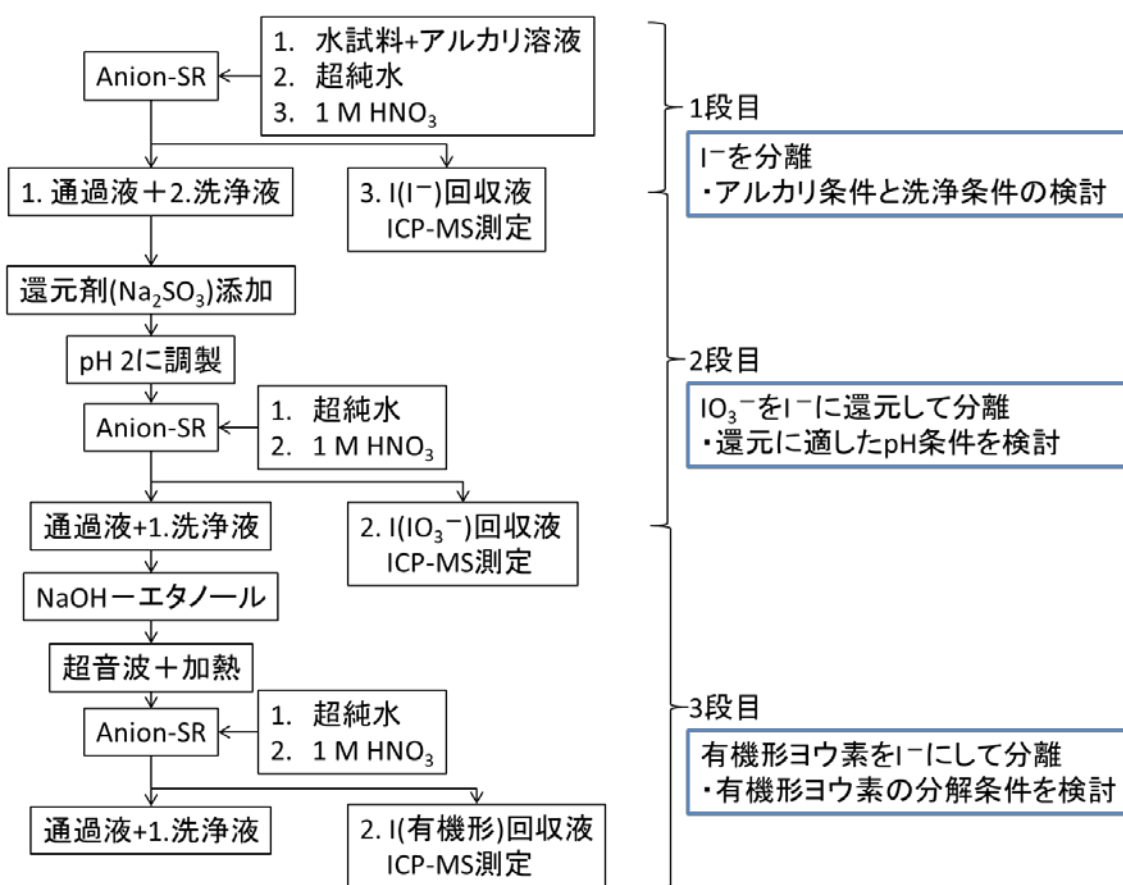 Anion-SR
1. 水試料+アルカリ溶液
2. 超純水
3. 1 M HNO₃
1. 通過液＋2.洗浄液
3. I(I⁻)回収液
ICP-MS測定
還元剤(Na₂SO₃)添加
pH 2に調製
Anion-SR
1. 超純水
2. 1 M HNO₃
通過液+1.洗浄液
2. I(IO₃⁻)回収液
ICP-MS測定
NaOH－エタノール
超音波＋加熱
Anion-SR
1. 超純水
2. 1 M HNO₃
通過液+1.洗浄液
2. I(有機形)回収液
ICP-MS測定
1段目
I⁻を分離
・アルカリ条件と洗浄条件の検討
2段目
IO₃⁻をI⁻に還元して分離
・還元に適したpH条件を検討
3段目
有機形ヨウ素をI⁻にして分離
・有機形ヨウ素の分解条件を検討